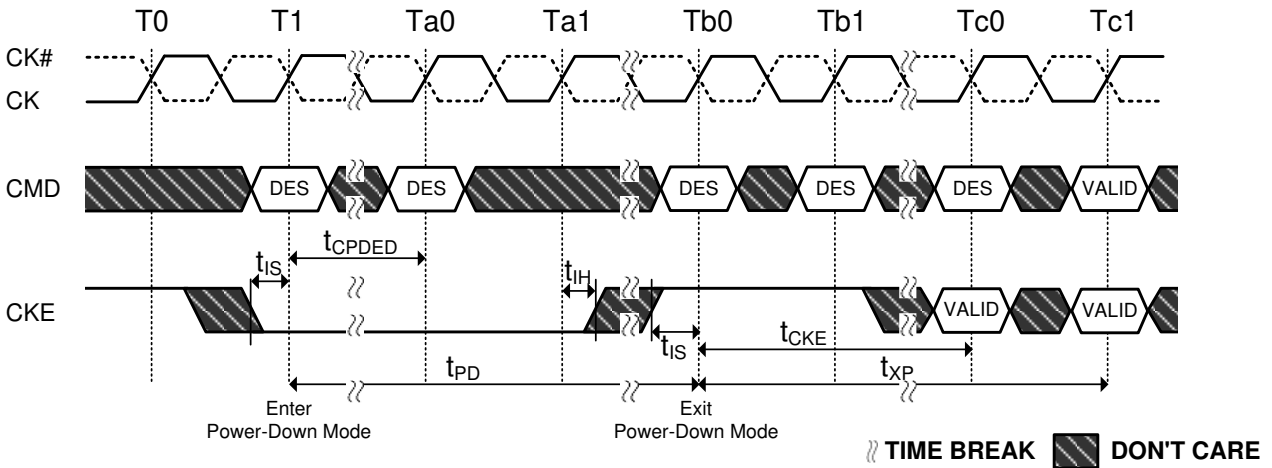 T0 T1 Ta0 Ta1 Tb0 Tb1 Tc0 Tc1
CK#
CK
CMD DES DES DES DES DES VALID
tCPDED
tIS tIH
CKE VALID VALID
tIS tCKE
tPD tXP
Enter Exit
Power-Down Mode Power-Down Mode
TIME BREAK DON'T CARE